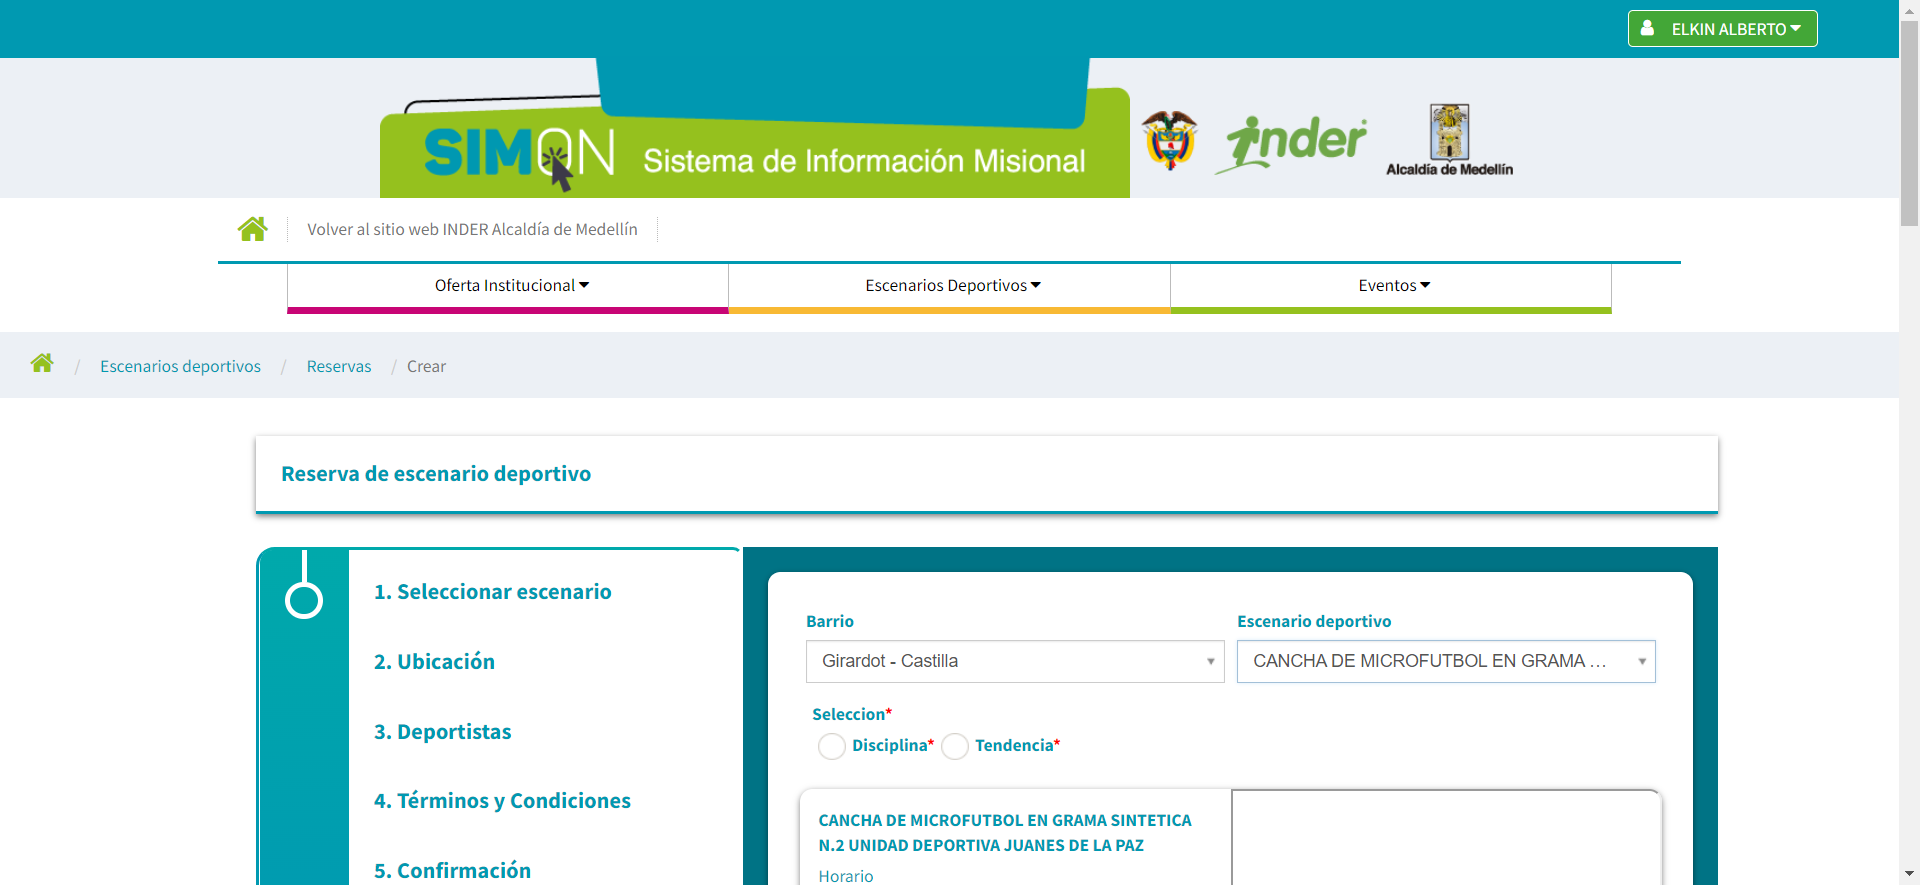 ELKIN ALBERTO
SIMON Sistema de Información Misional
inder
Alcaldía de Medellín
Volver al sitio web INDER Alcaldía de Medellín
Oferta Institucional Escenarios Deportivos Eventos
/ Escenarios deportivos / Reservas / Crear
Reserva de escenario deportivo
1. Seleccionar escenario
2. Ubicación
3. Deportistas
4. Términos y Condiciones
5. Confirmación
Barrio Escenario deportivo
Girardot - Castilla CANCHA DE MICROFUTBOL EN GRAMA ...
Seleccion*
Disciplina* Tendencia*
CANCHA DE MICROFUTBOL EN GRAMA SINTETICA
N.2 UNIDAD DEPORTIVA JUANES DE LA PAZ
Horario